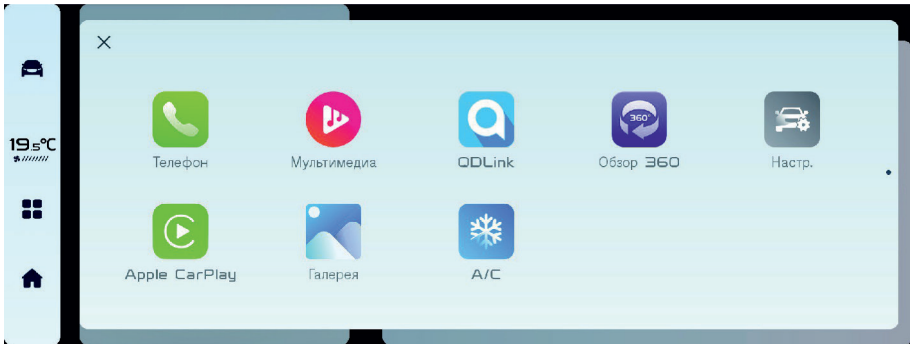 19.5°C
Телефон
Мультимедиа
QDLink
360°
Обзор 360
Настр.
Apple CarPlay
Галерея
A/C